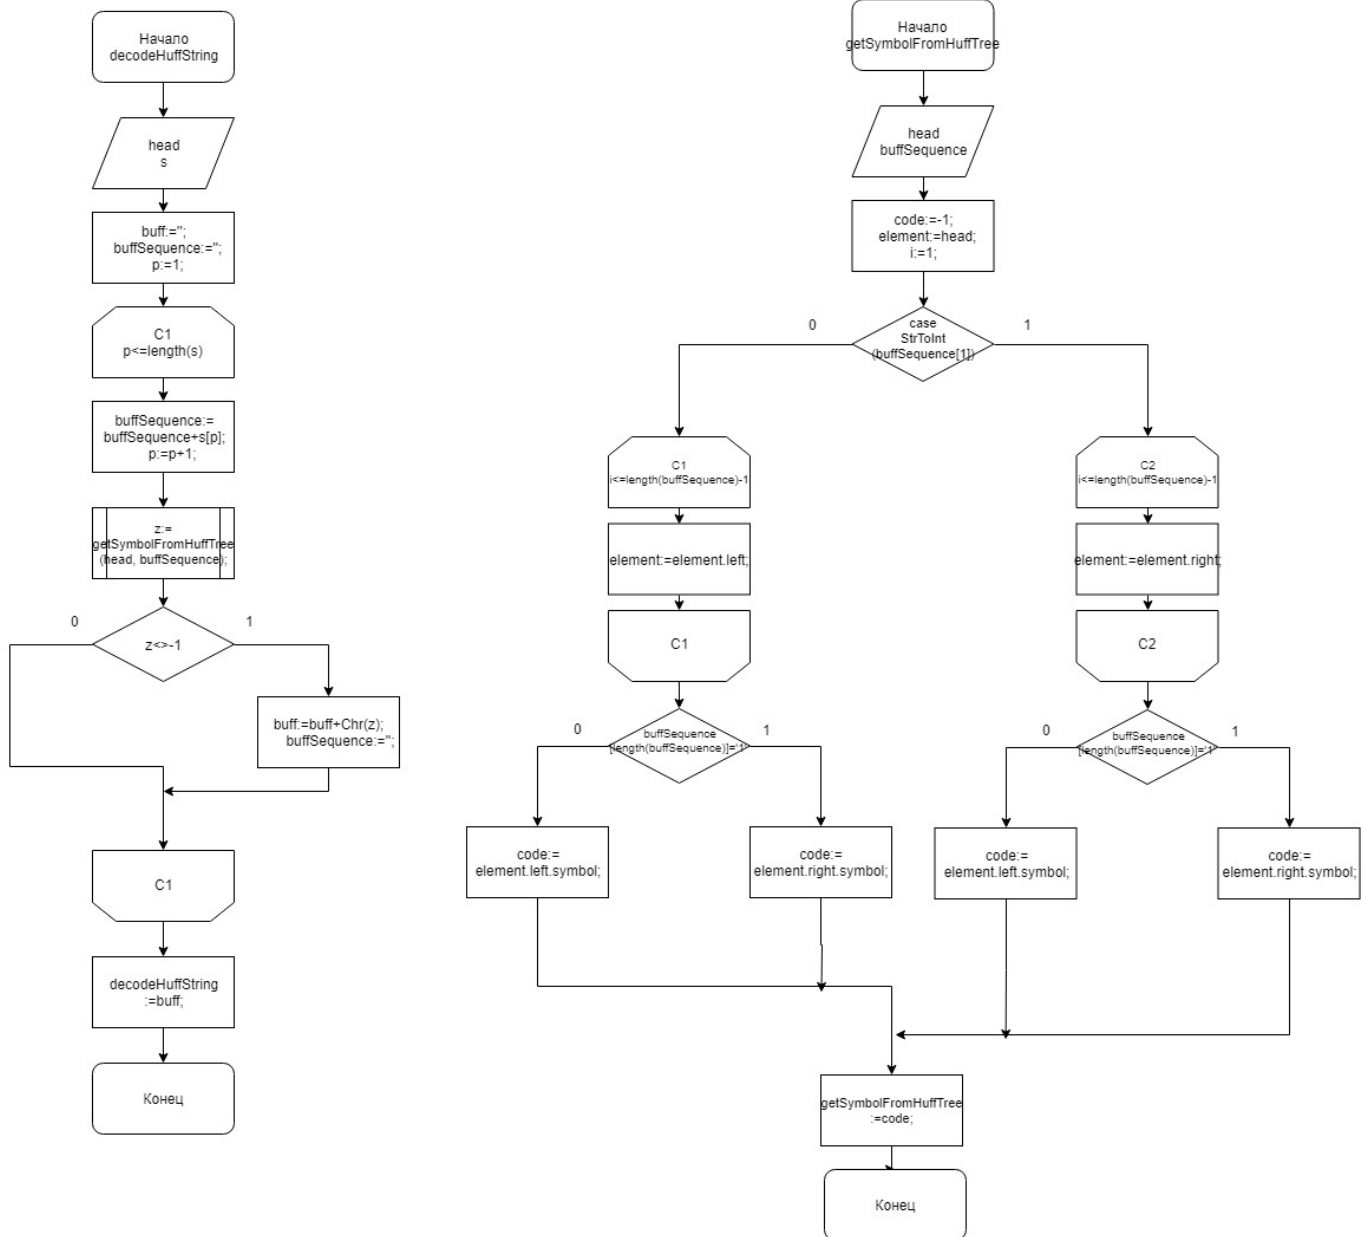 Начало
decodeHuffString
head
s
buff:='';
buffSequence:='';
p:=1;
C1
p<=length(s)
buffSequence:=
buffSequence+s[p];
p:=p+1;
z:=
getSymbolFromHuffTree
(head, buffSequence);
0
1
z<>-1
buff:=buff+Chr(z);
buffSequence:='';
C1
decodeHuffString
:=buff;
Конец
Начало
getSymbolFromHuffTree
head
buffSequence
code:=-1;
element:=head;
i:=1;
0
1
case
StrToInt
(buffSequence[1])
C1
i<=length(buffSequence)-1
element:=element.left;
C1
0
1
buffSequence
[length(buffSequence)]='1'
code:=
element.left.symbol;
code:=
element.right.symbol;
C2
i<=length(buffSequence)-1
element:=element.right;
C2
0
1
buffSequence
[length(buffSequence)]='1'
code:=
element.left.symbol;
code:=
element.right.symbol;
getSymbolFromHuffTree
:=code;
Конец